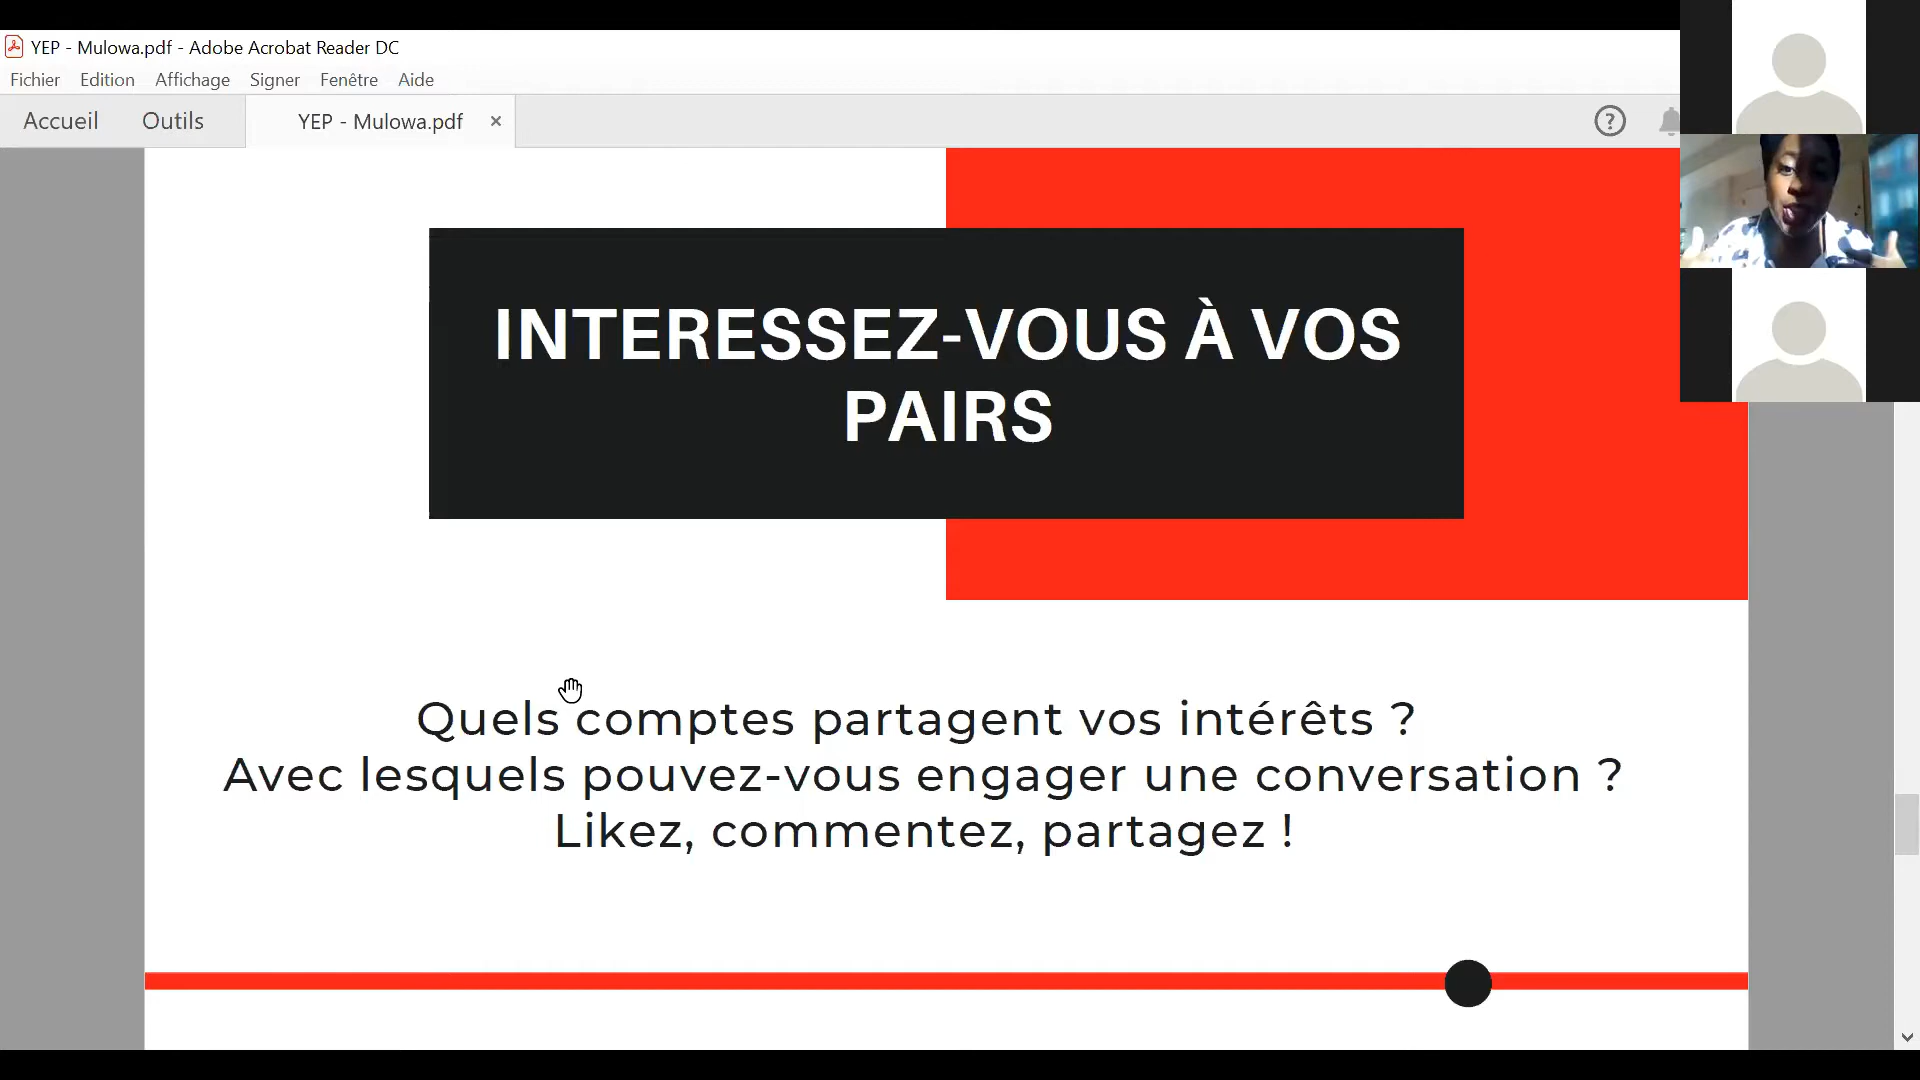 YEP - Mulowa.pdf - Adobe Acrobat Reader DC
Fichier Edition Affichage Signer Fenêtre Aide
Accueil Outils YEP - Mulowa.pdf × ?
INTERESSEZ-VOUS À VOS
PAIRS
Quels comptes partagent vos intérêts ?
Avec lesquels pouvez-vous engager une conversation ?
Likez, commentez, partagez !